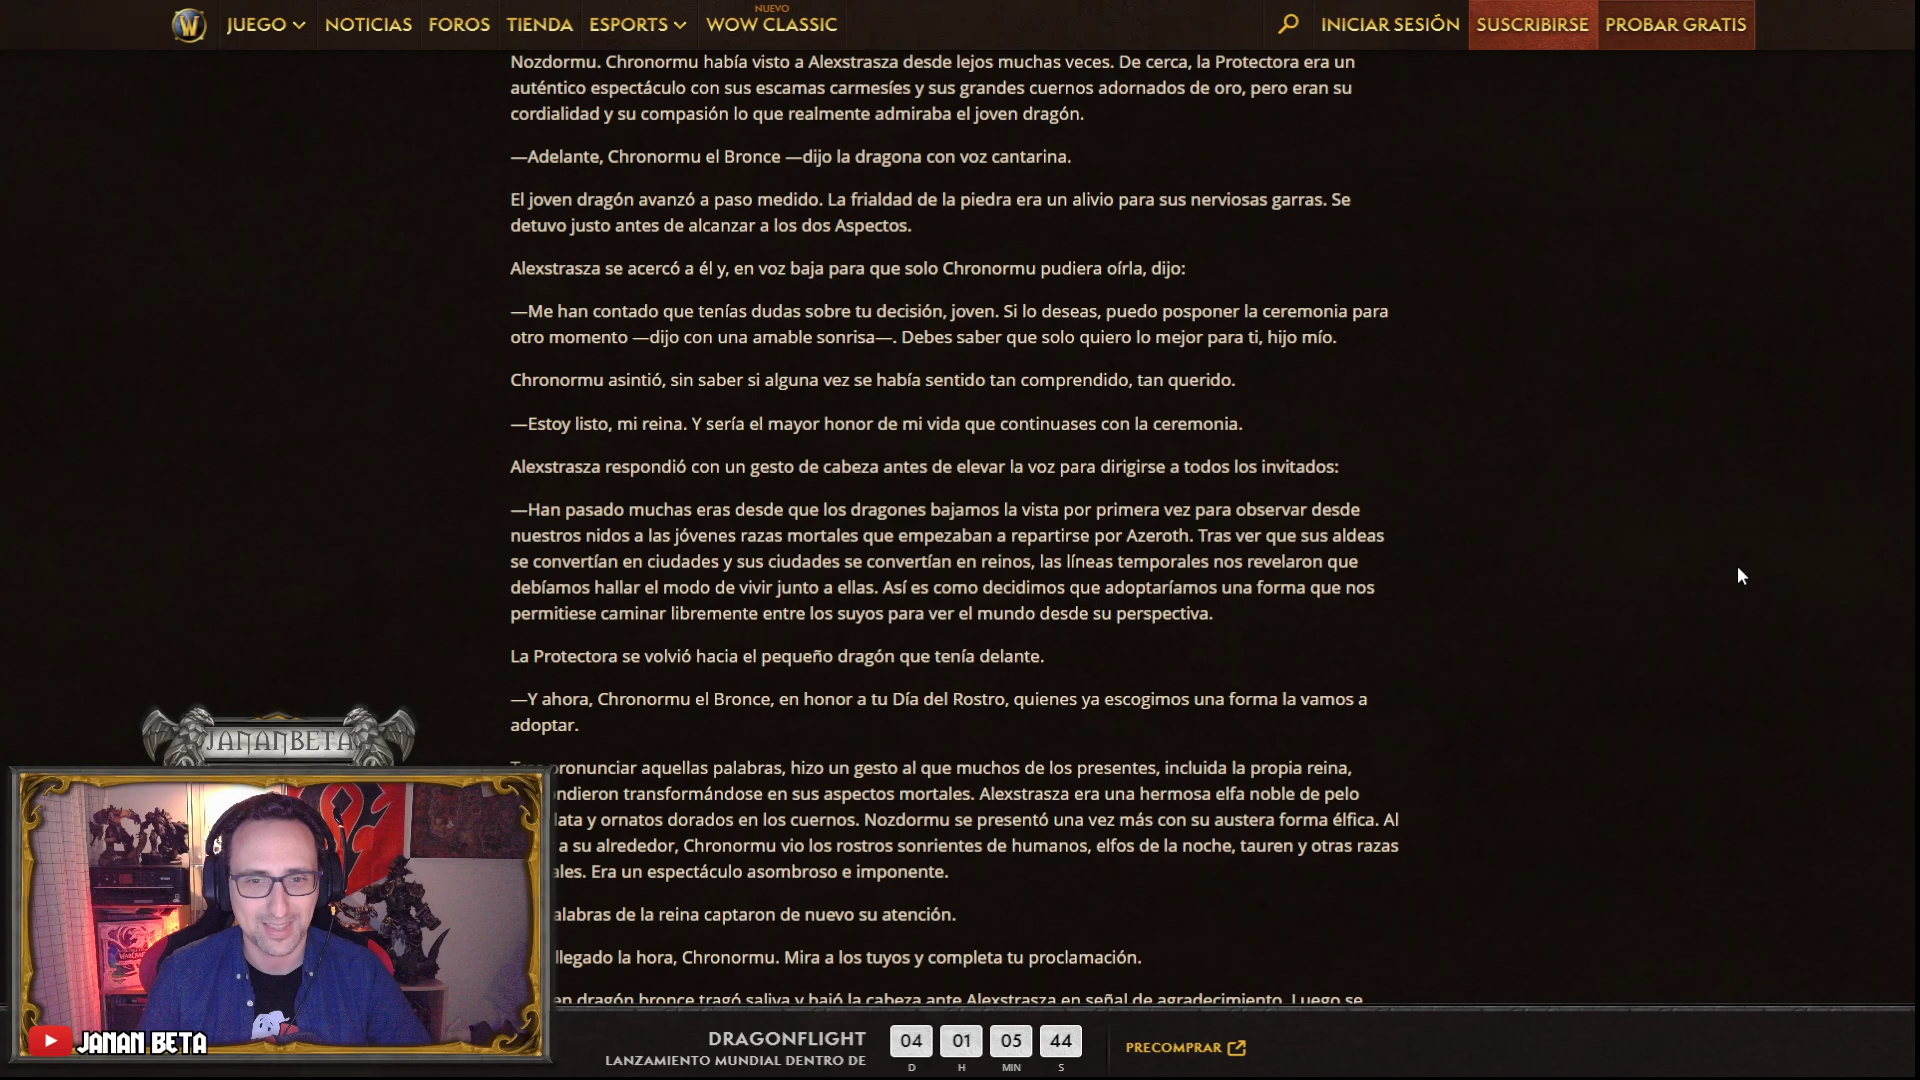 JUEGO NOTICIAS FOROS TIENDA ESPORTS NUEVO WOW CLASSIC INICIAR SESIÓN SUSCRIBIRSE PROBAR GRATIS
Nozdormu. Chronormu había visto a Alexstrasza desde lejos muchas veces. De cerca, la Protectora era un
auténtico espectáculo con sus escamas carmesíes y sus grandes cuernos adornados de oro, pero eran su
cordialidad y su compasión lo que realmente admiraba el joven dragón.
—Adelante, Chronormu el Bronce —dijo la dragona con voz cantarina.
El joven dragón avanzó a paso medido. La frialdad de la piedra era un alivio para sus nerviosas garras. Se
detuvo justo antes de alcanzar a los dos Aspectos.
Alexstrasza se acercó a él y, en voz baja para que solo Chronormu pudiera oírla, dijo:
—Me han contado que tenías dudas sobre tu decisión, joven. Si lo deseas, puedo posponer la ceremonia para
otro momento —dijo con una amable sonrisa—. Debes saber que solo quiero lo mejor para ti, hijo mío.
Chronormu asintió, sin saber si alguna vez se había sentido tan comprendido, tan querido.
—Estoy listo, mi reina. Y sería el mayor honor de mi vida que continuases con la ceremonia.
Alexstrasza respondió con un gesto de cabeza antes de elevar la voz para dirigirse a todos los invitados:
—Han pasado muchas eras desde que los dragones bajamos la vista por primera vez para observar desde
nuestros nidos a las jóvenes razas mortales que empezaban a repartirse por Azeroth. Tras ver que sus aldeas
se convertían en ciudades y sus ciudades se convertían en reinos, las líneas temporales nos revelaron que
debíamos hallar el modo de vivir junto a ellas. Así es como decidimos que adoptaríamos una forma que nos
permitiese caminar libremente entre los suyos para ver el mundo desde su perspectiva.
La Protectora se volvió hacia el pequeño dragón que tenía delante.
—Y ahora, Chronormu el Bronce, en honor a tu Día del Rostro, quienes ya escogimos una forma la vamos a
adoptar.
pronunciar aquellas palabras, hizo un gesto al que muchos de los presentes, incluida la propia reina,
ndieron transformándose en sus aspectos mortales. Alexstrasza era una hermosa elfa noble de pelo
lata y ornatos dorados en los cuernos. Nozdormu se presentó una vez más con su austera forma élfica. Al
a su alrededor, Chronormu vio los rostros sonrientes de humanos, elfos de la noche, tauren y otras razas
ales. Era un espectáculo asombroso e imponente.
alabras de la reina captaron de nuevo su atención.
llegado la hora, Chronormu. Mira a los tuyos y completa tu proclamación.
en dragón bronce tragó saliva y bajó la cabeza ante Alexstrasza en señal de agradecimiento. Luego se
JANANBETA
JANAN BETA
DRAGONFLIGHT
LANZAMIENTO MUNDIAL DENTRO DE
04 01 05 44
D H MIN S
PRECOMPRAR